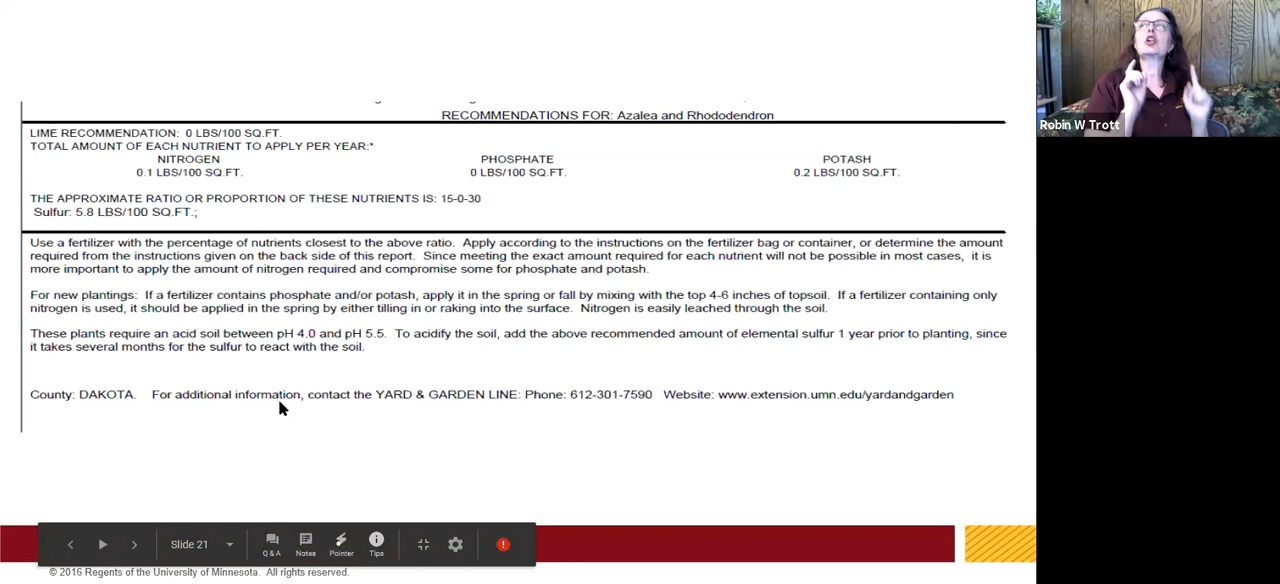 RECOMMENDATIONS FOR: Azalea and Rhododendron
LIME RECOMMENDATION: 0 LBS/100 SQ.FT.
TOTAL AMOUNT OF EACH NUTRIENT TO APPLY PER YEAR:*
NITROGEN PHOSPHATE POTASH
0.1 LBS/100 SQ.FT. 0 LBS/100 SQ.FT. 0.2 LBS/100 SQ.FT.
THE APPROXIMATE RATIO OR PROPORTION OF THESE NUTRIENTS IS: 15-0-30
Sulfur: 5.8 LBS/100 SQ.FT.;
Use a fertilizer with the percentage of nutrients closest to the above ratio. Apply according to the instructions on the fertilizer bag or container, or determine the amount
required from the instructions given on the back side of this report. Since meeting the exact amount required for each nutrient will not be possible in most cases, it is
more important to apply the amount of nitrogen required and compromise some for phosphate and potash.
For new plantings: If a fertilizer contains phosphate and/or potash, apply it in the spring or fall by mixing with the top 4-6 inches of topsoil. If a fertilizer containing only
nitrogen is used, it should be applied in the spring by either tilling in or raking into the surface. Nitrogen is easily leached through the soil.
These plants require an acid soil between pH 4.0 and pH 5.5. To acidify the soil, add the above recommended amount of elemental sulfur 1 year prior to planting, since
it takes several months for the sulfur to react with the soil.
County: DAKOTA. For additional information, contact the YARD & GARDEN LINE: Phone: 612-301-7590 Website: www.extension.umn.edu/yardandgarden
Slide 21
Q & A Notes Pointer Tips
© 2016 Regents of the University of Minnesota. All rights reserved.
Robin W Trott